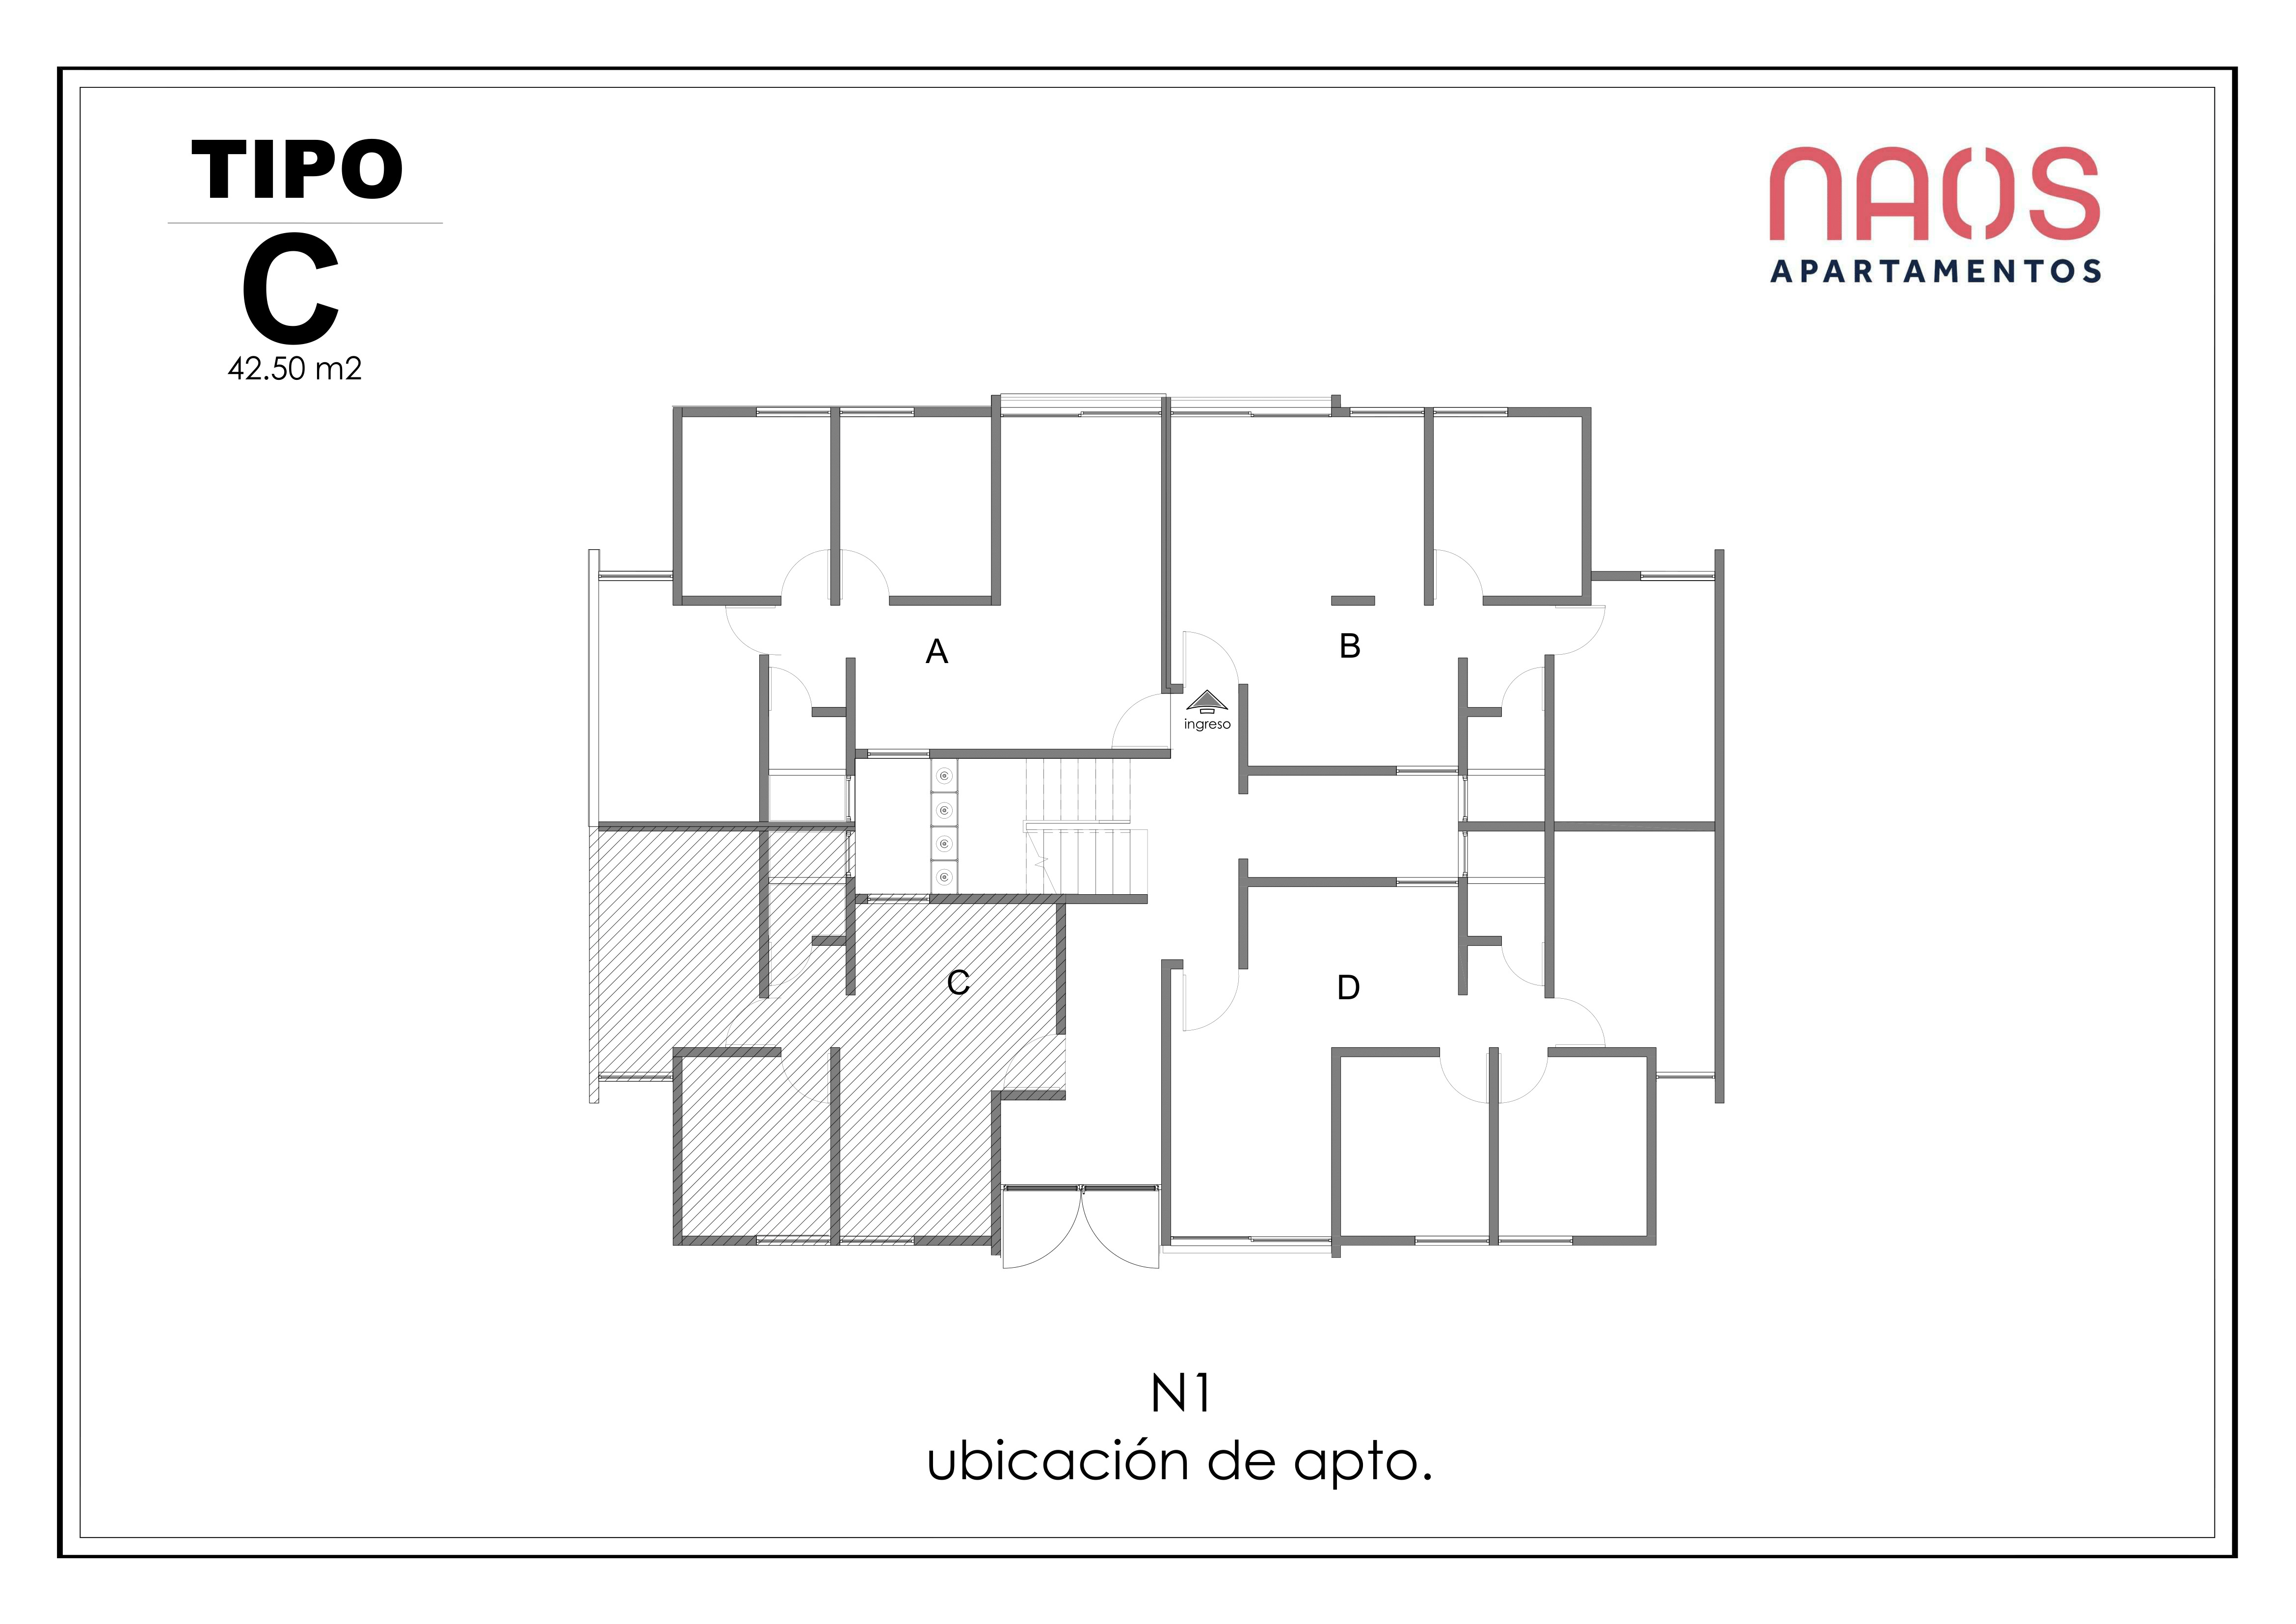 TIPO
C
42.50 m2
NAOS
APARTAMENTOS
A
B
ingreso
C
D
N1
ubicación de apto.